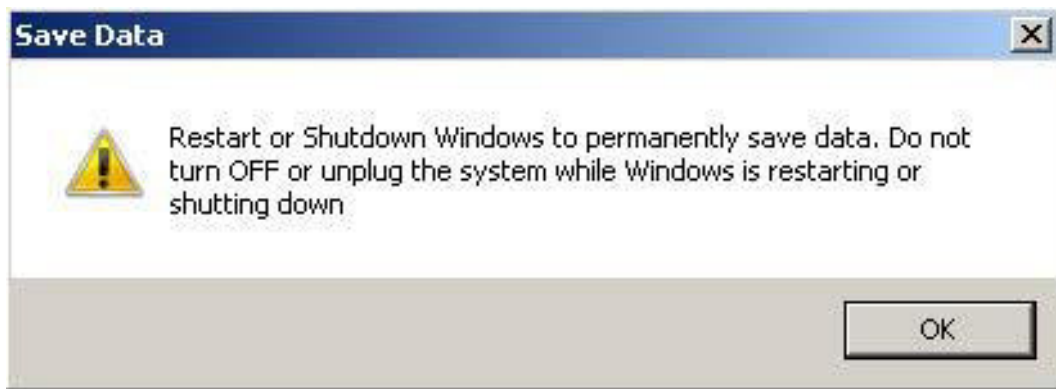 Save Data
Restart or Shutdown Windows to permanently save data. Do not
turn OFF or unplug the system while Windows is restarting or
shutting down
OK